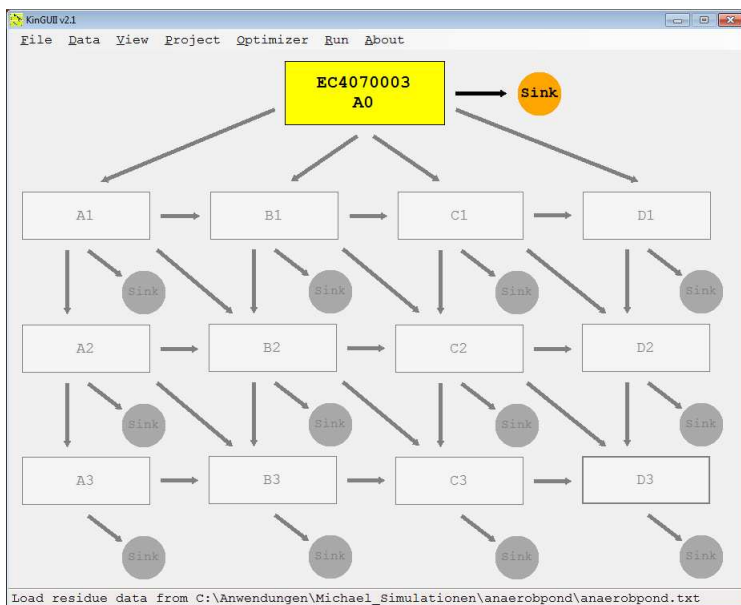 KinGUII v2.1
File Data View Project Optimizer Run About
EC4070003
A0
Sink
A1 B1 C1 D1
Sink Sink Sink Sink
A2 B2 C2 D2
Sink Sink Sink Sink
A3 B3 C3 D3
Sink Sink Sink Sink
Load residue data from C:\Anwendungen\Michael_Simulationen\anaerobpond\anaerobpond.txt